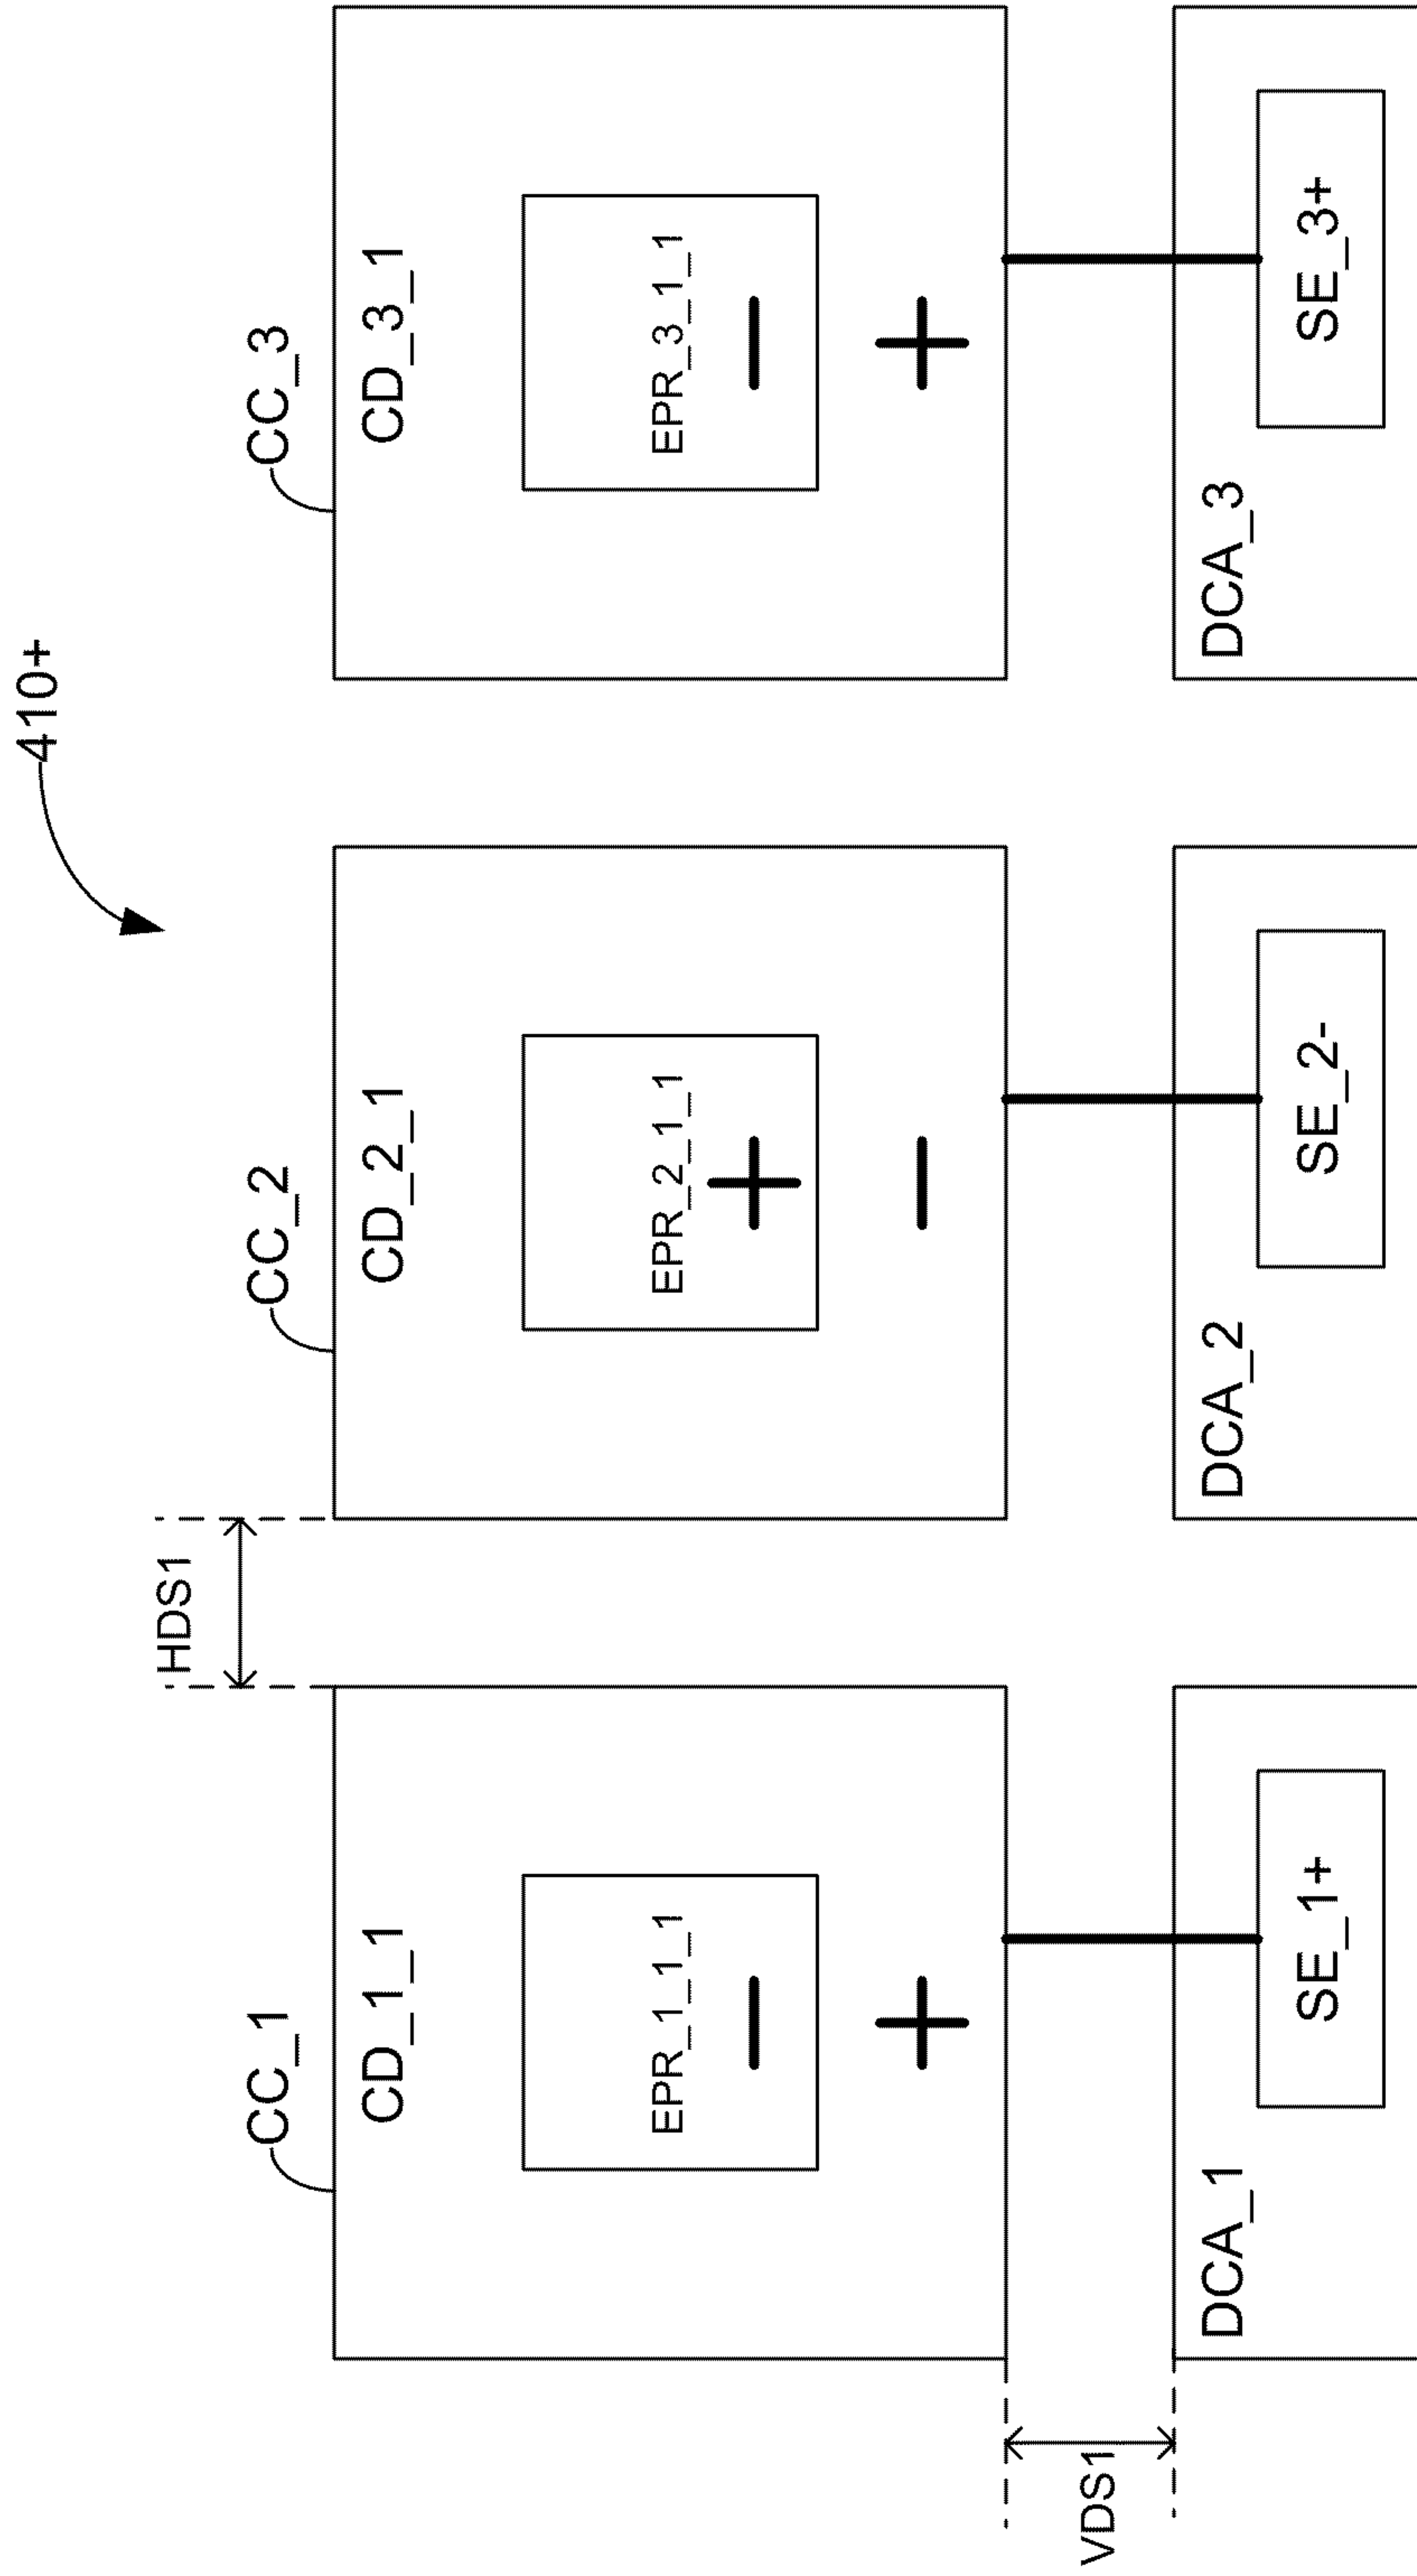 410+
HDS1
CC_1
CC_2
CC_3
CD_1_1
CD_2_1
CD_3_1
EPR_1_1_1
EPR_2_1_1
EPR_3_1_1
−
+
−
+
−
+
VDS1
DCA_1
DCA_2
DCA_3
SE_1+
SE_2-
SE_3+